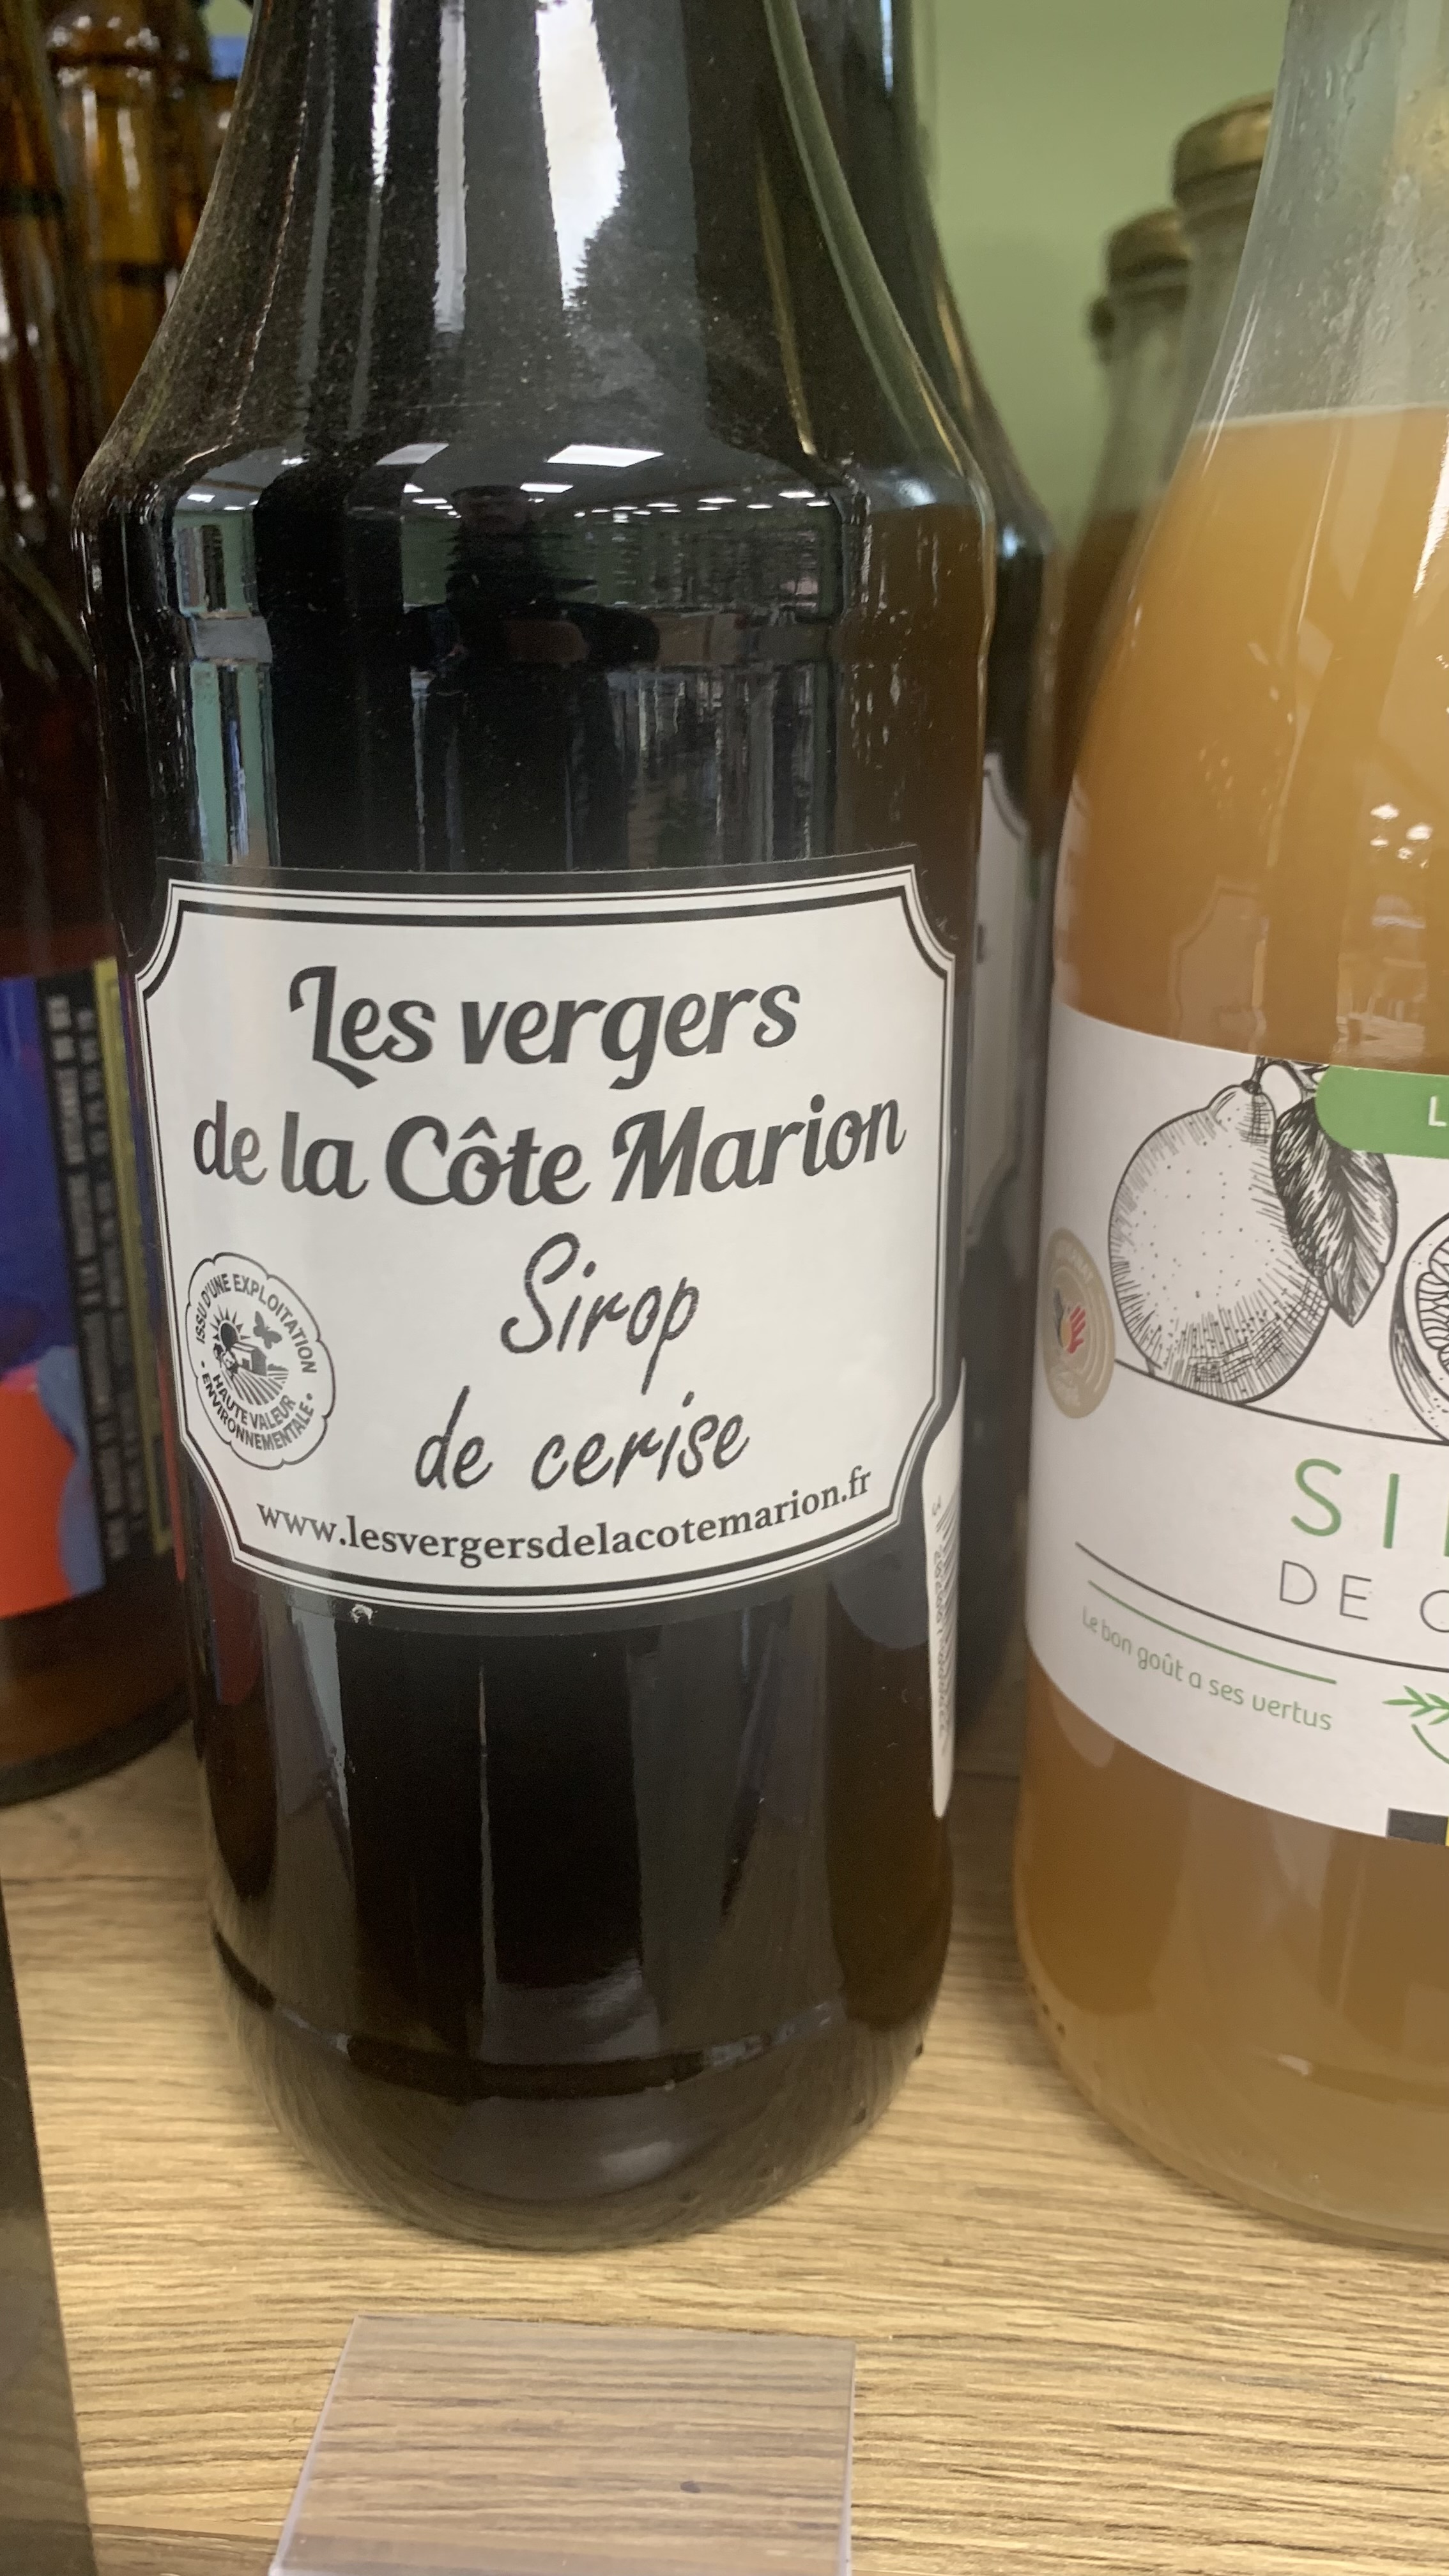 Les vergers
de la Côte Marion
Sirop
de cerise
ISSU D'UNE EXPLOITATION
HAUTE VALEUR
ENVIRONNEMENTALE
www.lesvergersdelacotemarion.fr
L
SI
DE
Le bon goût a ses vertus